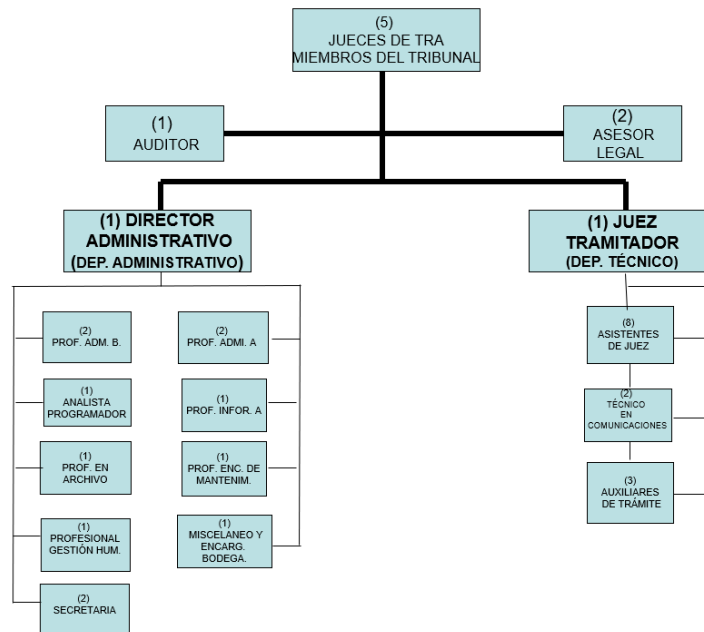 (5)
JUECES DE TRA
MIEMBROS DEL TRIBUNAL
(1)
AUDITOR
(2)
ASESOR
LEGAL
(1) DIRECTOR
ADMINISTRATIVO
(DEP. ADMINISTRATIVO)
(1) JUEZ
TRAMITADOR
(DEP. TÉCNICO)
(2)
PROF. ADM. B.
(2)
PROF. ADMI. A
(8)
ASISTENTES
DE JUEZ
(1)
ANALISTA
PROGRAMADOR
(1)
PROF. INFOR. A
(2)
TÉCNICO
EN
COMUNICACIONES
(1)
PROF. EN
ARCHIVO
(1)
PROF. ENC. DE
MANTENIM.
(3)
AUXILIARES
DE TRÁMITE
(1)
PROFESIONAL
GESTIÓN HUM.
(1)
MISCELANEO Y
ENCARG.
BODEGA.
(2)
SECRETARIA